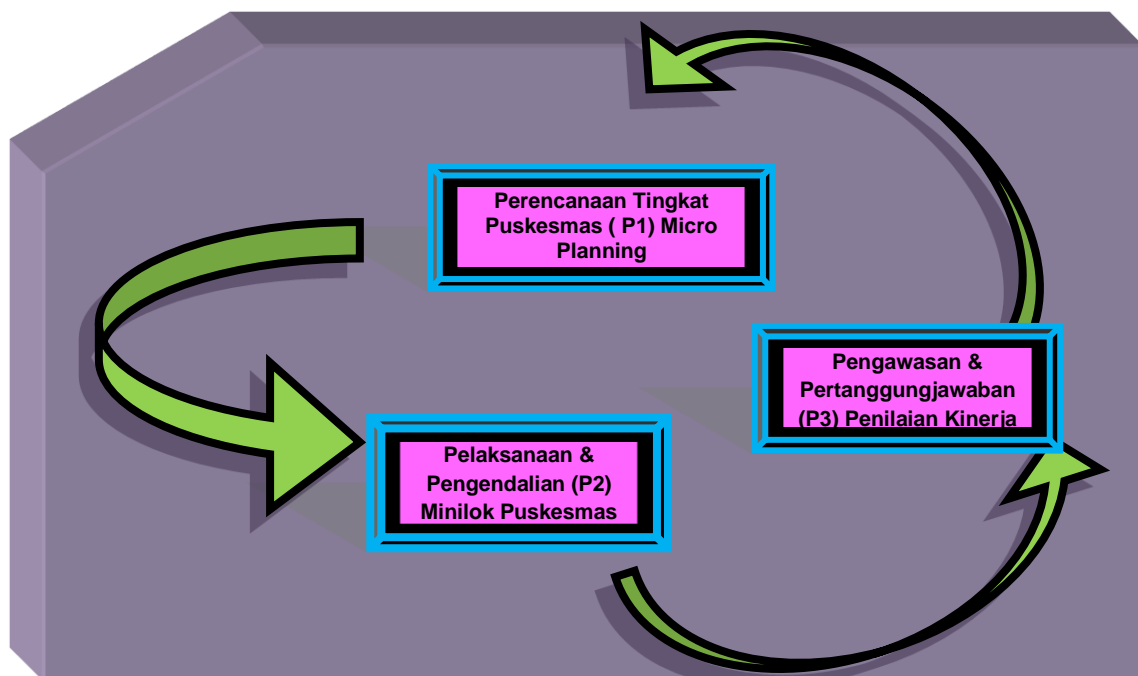 Perencanaan Tingkat
Puskesmas ( P1) Micro
Planning
Pengawasan &
Pertanggungjawaban
(P3) Penilaian Kinerja
Pelaksanaan &
Pengendalian (P2)
Minilok Puskesmas